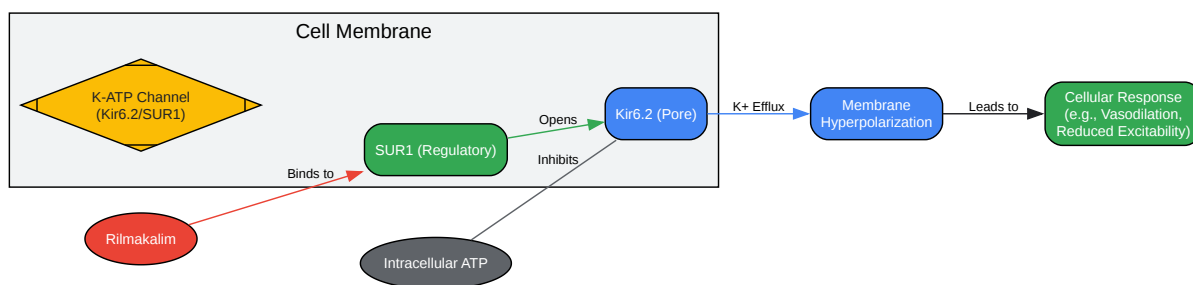 Cell Membrane
K-ATP Channel
(Kir6.2/SUR1)
Kir6.2 (Pore)
K+ Efflux
Membrane
Hyperpolarization
Leads to
Cellular Response
(e.g., Vasodilation,
Reduced Excitability)
Opens
SUR1 (Regulatory)
Inhibits
Binds to
Rilmakalim
Intracellular ATP